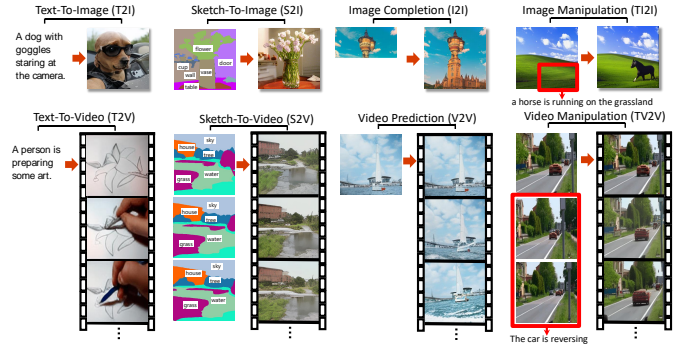 Text-To-Image (T2I)
Sketch-To-Image (S2I)
Image Completion (I2I)
Image Manipulation (TI2I)
A dog with
goggles
staring at
the camera.
flower
cup
door
wall
vase
table
a horse is running on the grassland
Text-To-Video (T2V)
Sketch-To-Video (S2V)
Video Prediction (V2V)
Video Manipulation (TV2V)
A person is
preparing
some art.
sky
house
tree
water
grass
sky
house
tree
water
grass
sky
house
tree
water
grass
The car is reversing